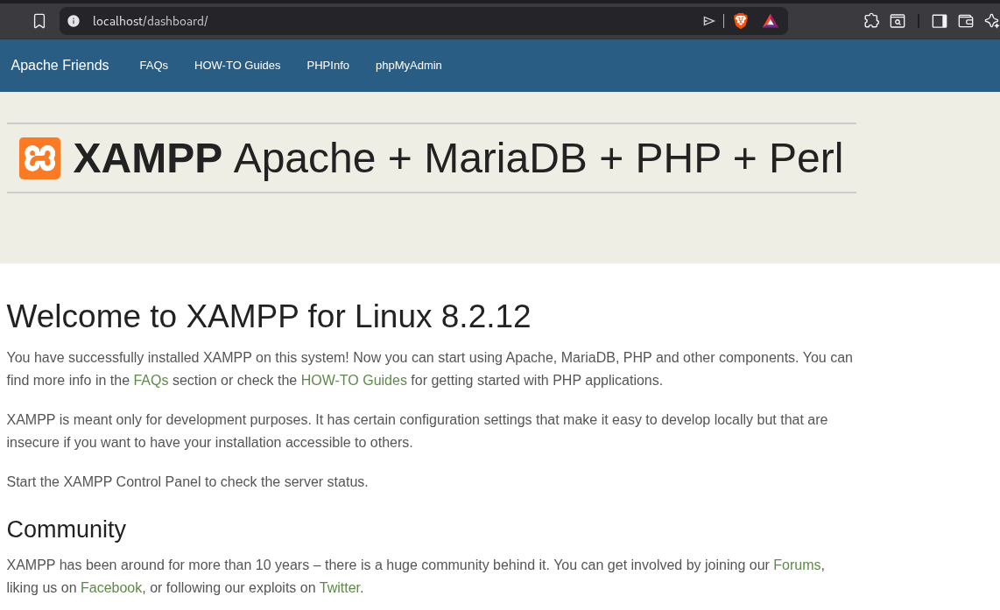 localhost/dashboard/
Apache Friends FAQs HOW-TO Guides PHPInfo phpMyAdmin
XAMPP Apache + MariaDB + PHP + Perl
Welcome to XAMPP for Linux 8.2.12
You have successfully installed XAMPP on this system! Now you can start using Apache, MariaDB, PHP and other components. You can
find more info in the FAQs section or check the HOW-TO Guides for getting started with PHP applications.
XAMPP is meant only for development purposes. It has certain configuration settings that make it easy to develop locally but that are
insecure if you want to have your installation accessible to others.
Start the XAMPP Control Panel to check the server status.
Community
XAMPP has been around for more than 10 years – there is a huge community behind it. You can get involved by joining our Forums,
liking us on Facebook, or following our exploits on Twitter.